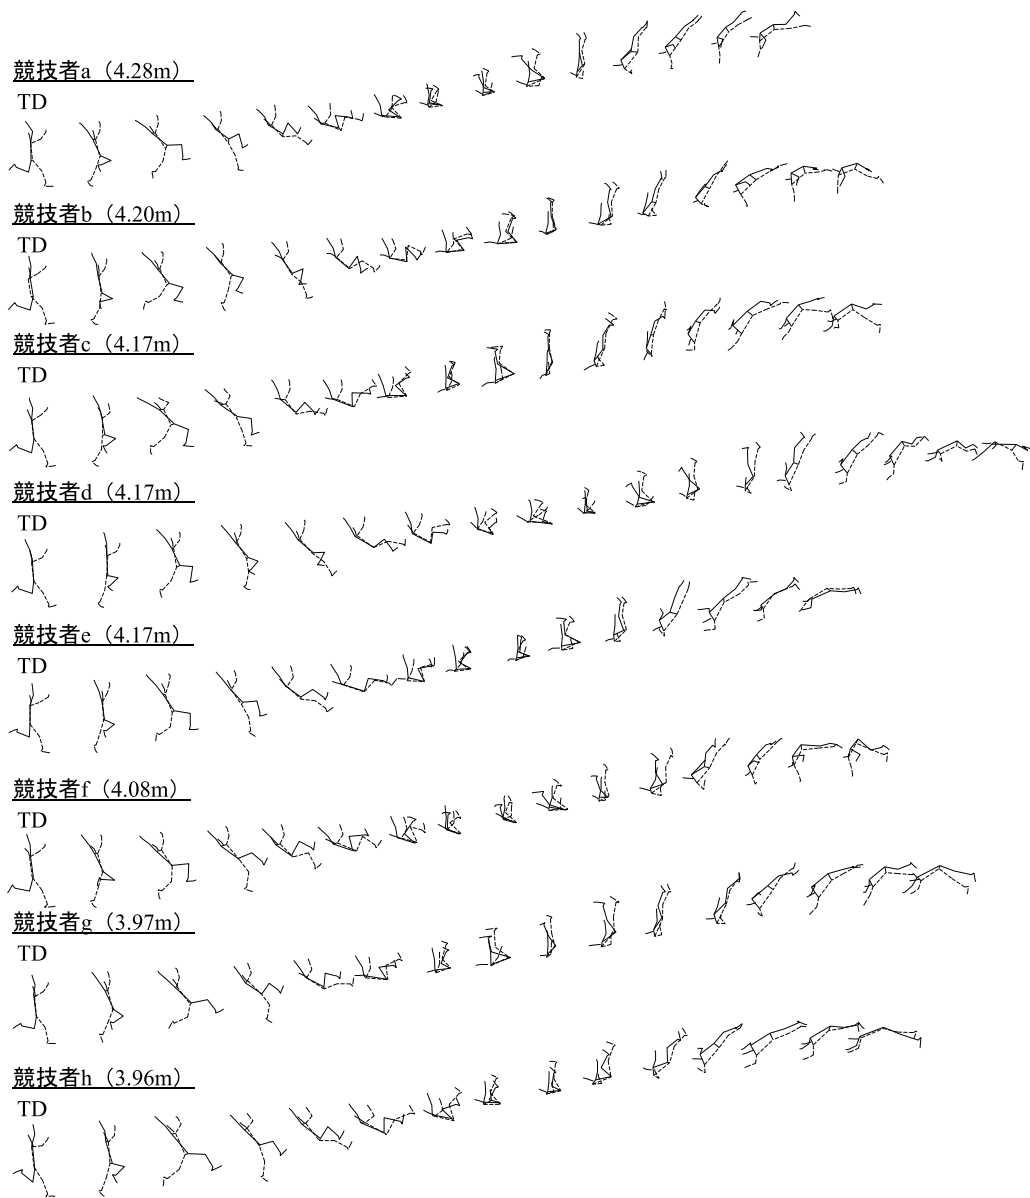 競技者a（4.28m）
TD
競技者b（4.20m）
TD
競技者c（4.17m）
TD
競技者d（4.17m）
TD
競技者e（4.17m）
TD
競技者f（4.08m）
TD
競技者g（3.97m）
TD
競技者h（3.96m）
TD